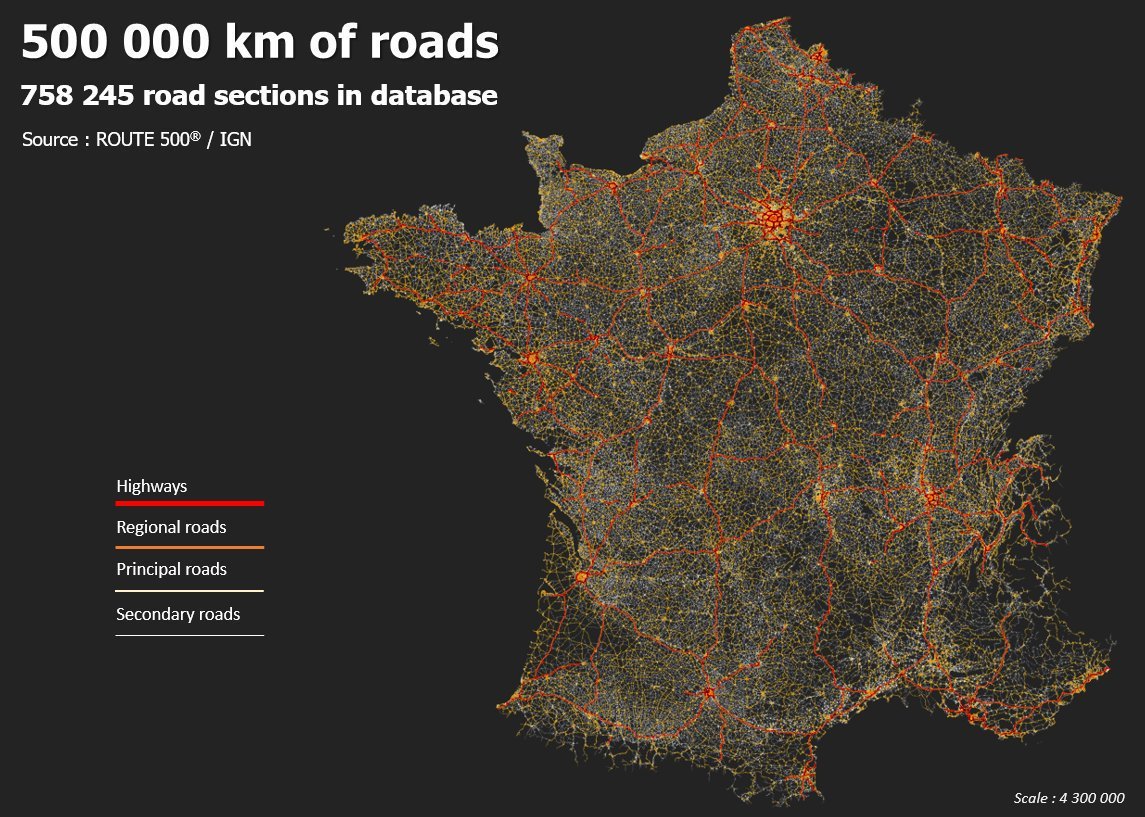 500 000 km of roads
758 245 road sections in database
Source : ROUTE 500® / IGN
Highways
Regional roads
Principal roads
Secondary roads
Scale : 4 300 000